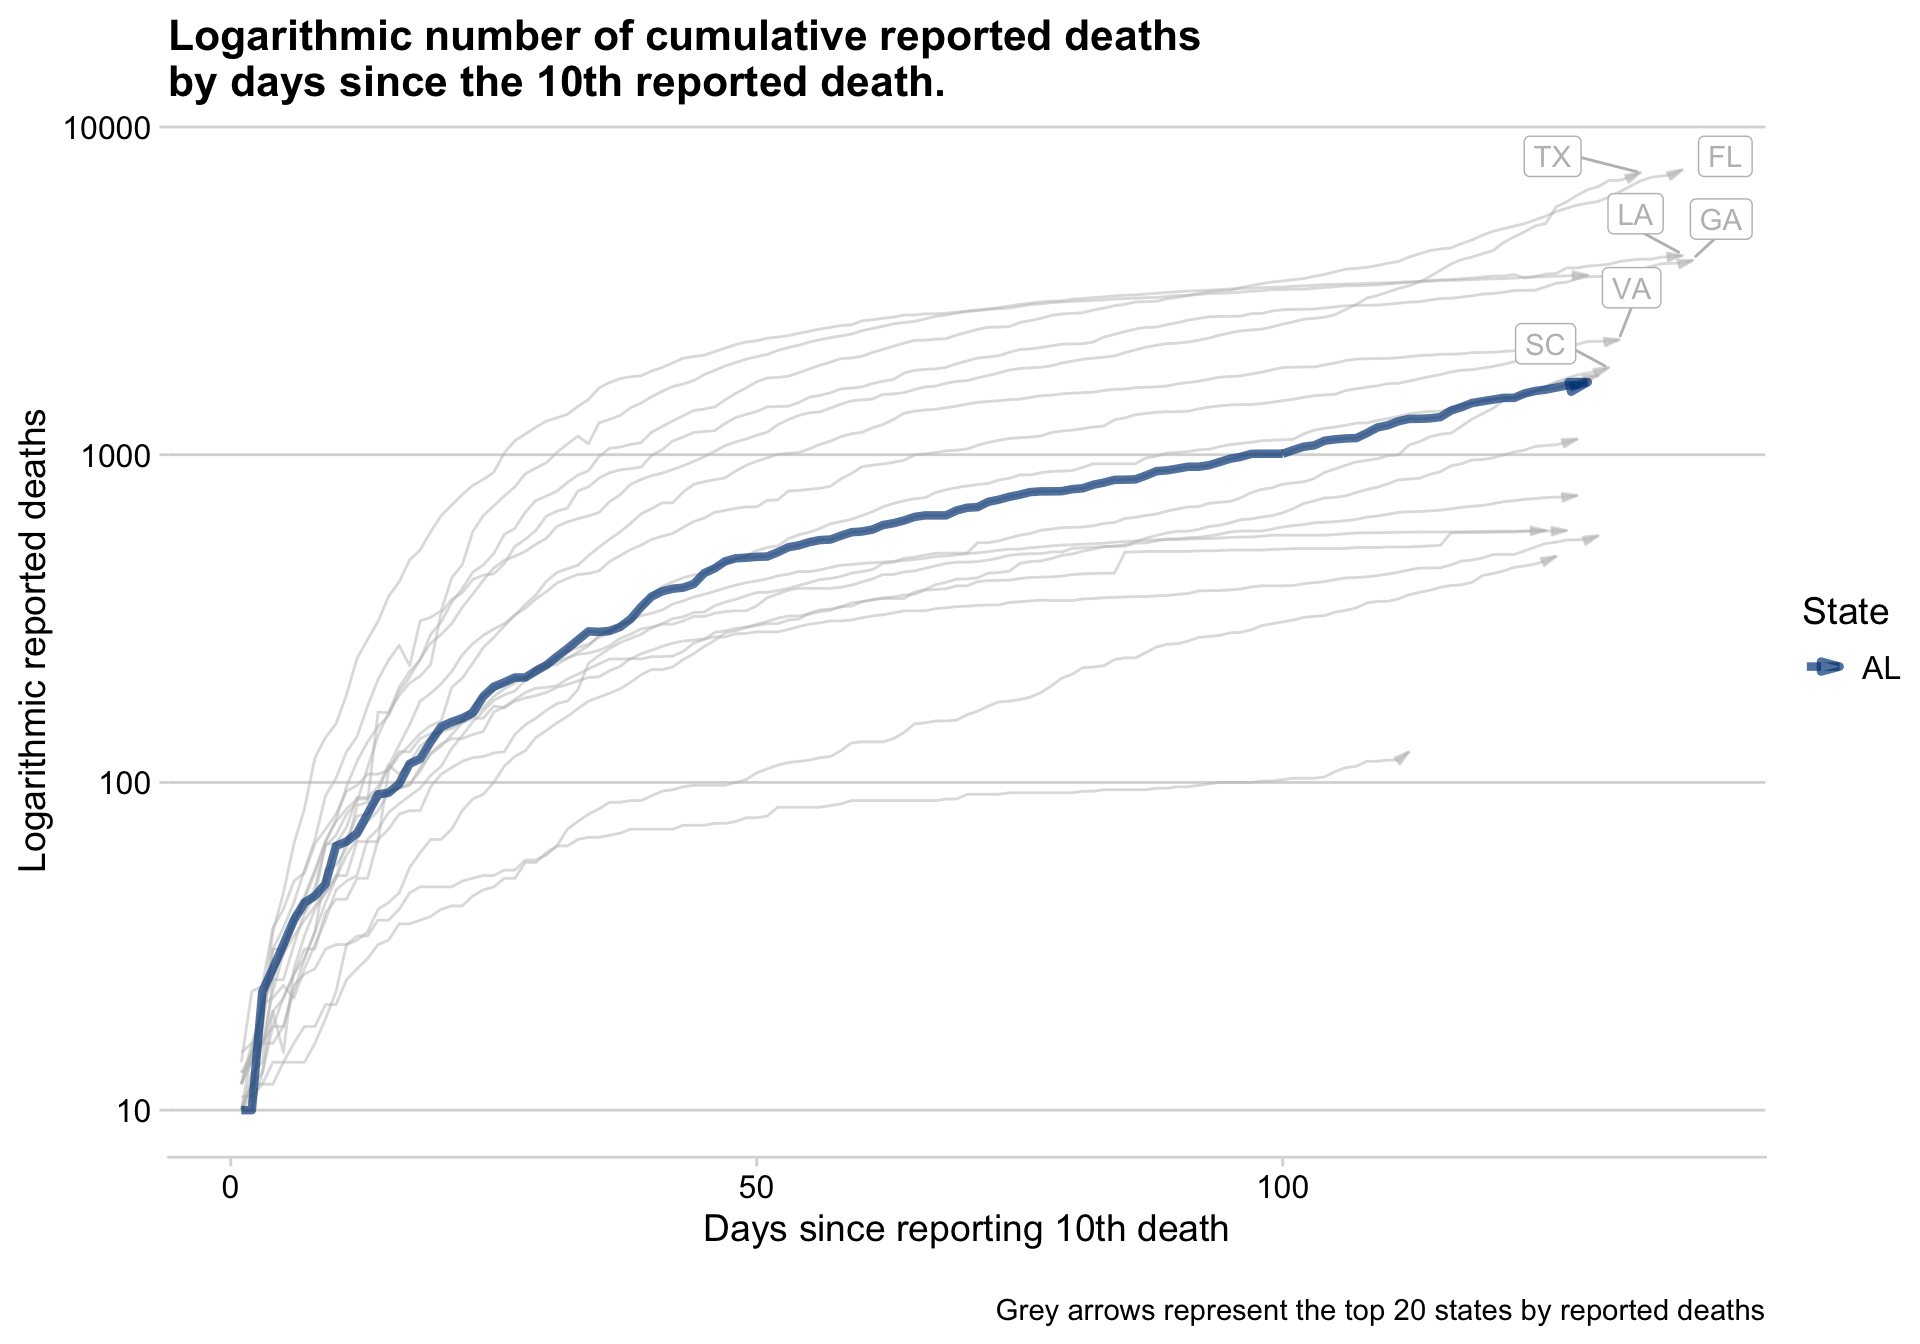 Logarithmic number of cumulative reported deaths
by days since the 10th reported death.
10000
1000
100
10
Logarithmic reported deaths
TX
FL
LA
GA
VA
SC
State
AL
0
50
100
Days since reporting 10th death
Grey arrows represent the top 20 states by reported deaths